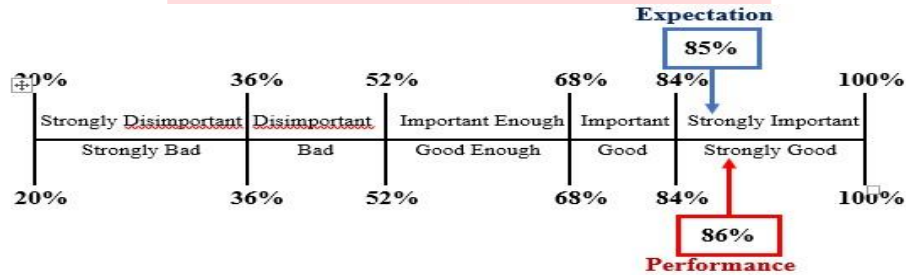 Expectation
85%
20% 36% 52% 68% 84% 100%
Strongly Disimportant Disimportant Important Enough Important Strongly Important
Strongly Bad Bad Good Enough Good Strongly Good
20% 36% 52% 68% 84% 100%
86%
Performance